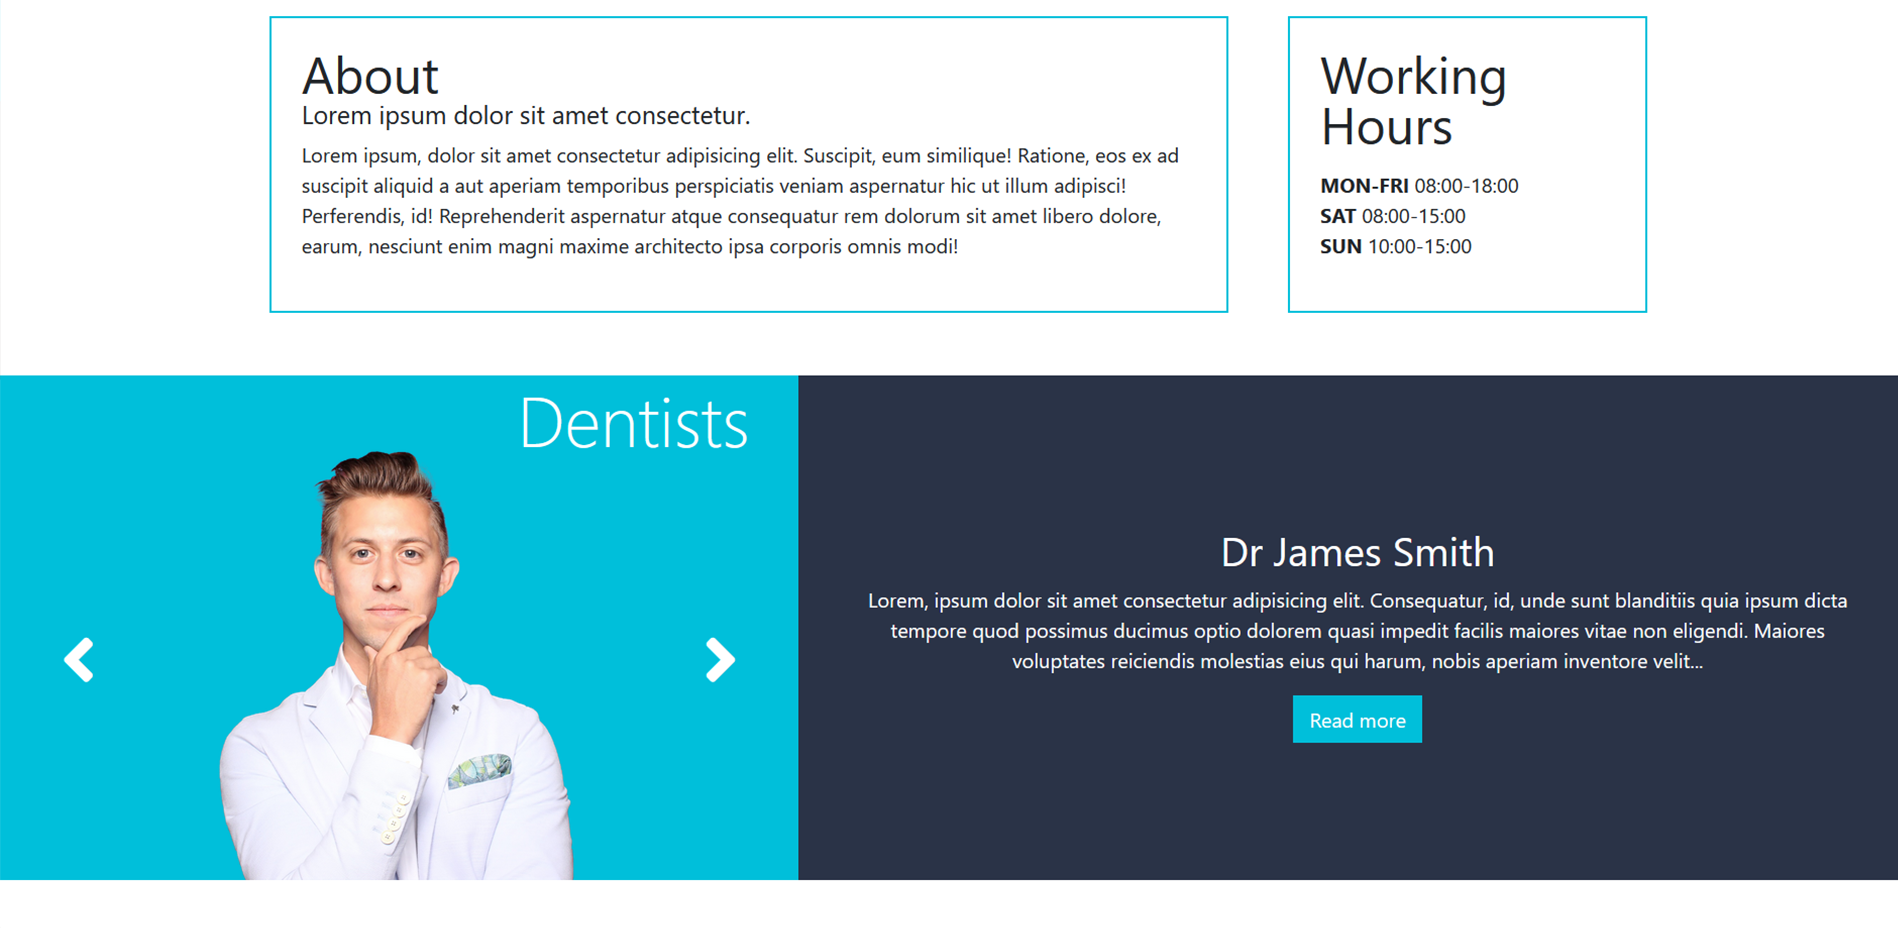 About
Lorem ipsum dolor sit amet consectetur.
Lorem ipsum, dolor sit amet consectetur adipisicing elit. Suscipit, eum similique! Ratione, eos ex ad
suscipit aliquid a aut aperiam temporibus perspiciatis veniam aspernatur hic ut illum adipisci!
Perferendis, id! Reprehenderit aspernatur atque consequatur rem dolorum sit amet libero dolore,
earum, nesciunt enim magni maxime architecto ipsa corporis omnis modi!
Working
Hours
MON-FRI 08:00-18:00
SAT 08:00-15:00
SUN 10:00-15:00
Dentists
Dr James Smith
Lorem, ipsum dolor sit amet consectetur adipisicing elit. Consequatur, id, unde sunt blanditiis quia ipsum dicta
tempore quod possimus ducimus optio dolorem quasi impedit facilis maiores vitae non eligendi. Maiores
voluptates reiciendis molestias eius qui harum, nobis aperiam inventore velit...
Read more